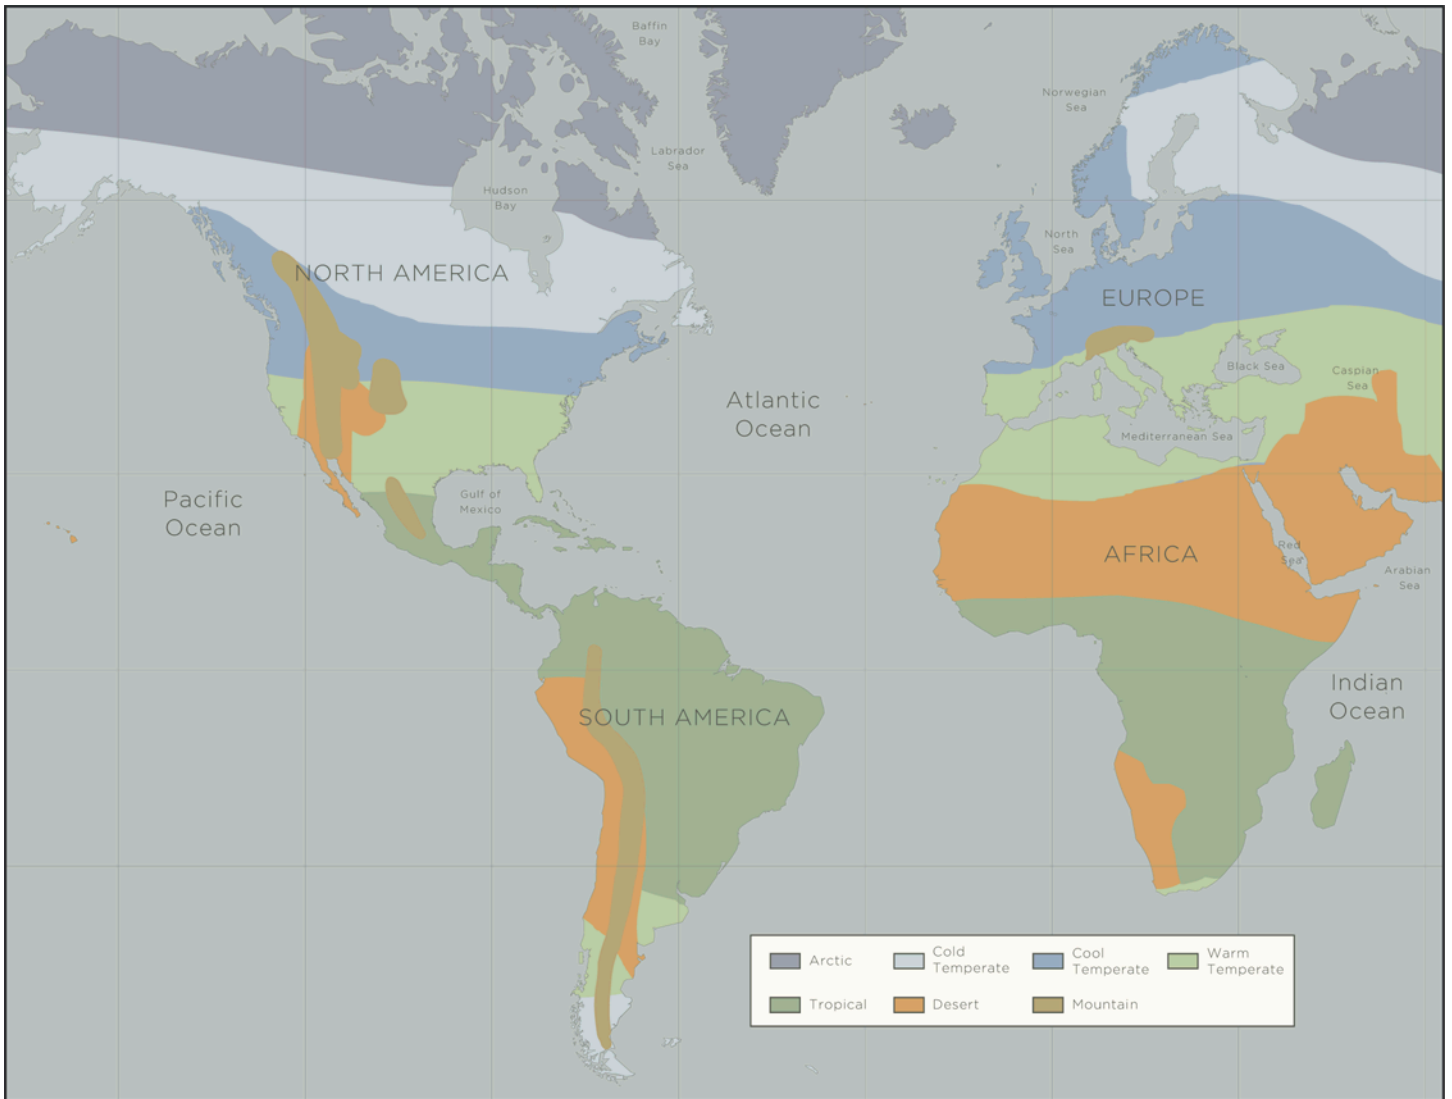 Baffin
Bay
Norwegian
Sea
Labrador
Sea
Hudson
Bay
North
Sea
NORTH AMERICA
EUROPE
Black Sea
Caspian
Sea
Atlantic
Ocean
Mediterranean Sea
Pacific
Ocean
Gulf of
Mexico
AFRICA
Red
Sea
Arabian
Sea
Indian
Ocean
SOUTH AMERICA
Arctic
Cold
Temperate
Cool
Temperate
Warm
Temperate
Tropical
Desert
Mountain